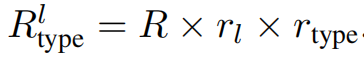 R^l_type = R × r_l × r_type.